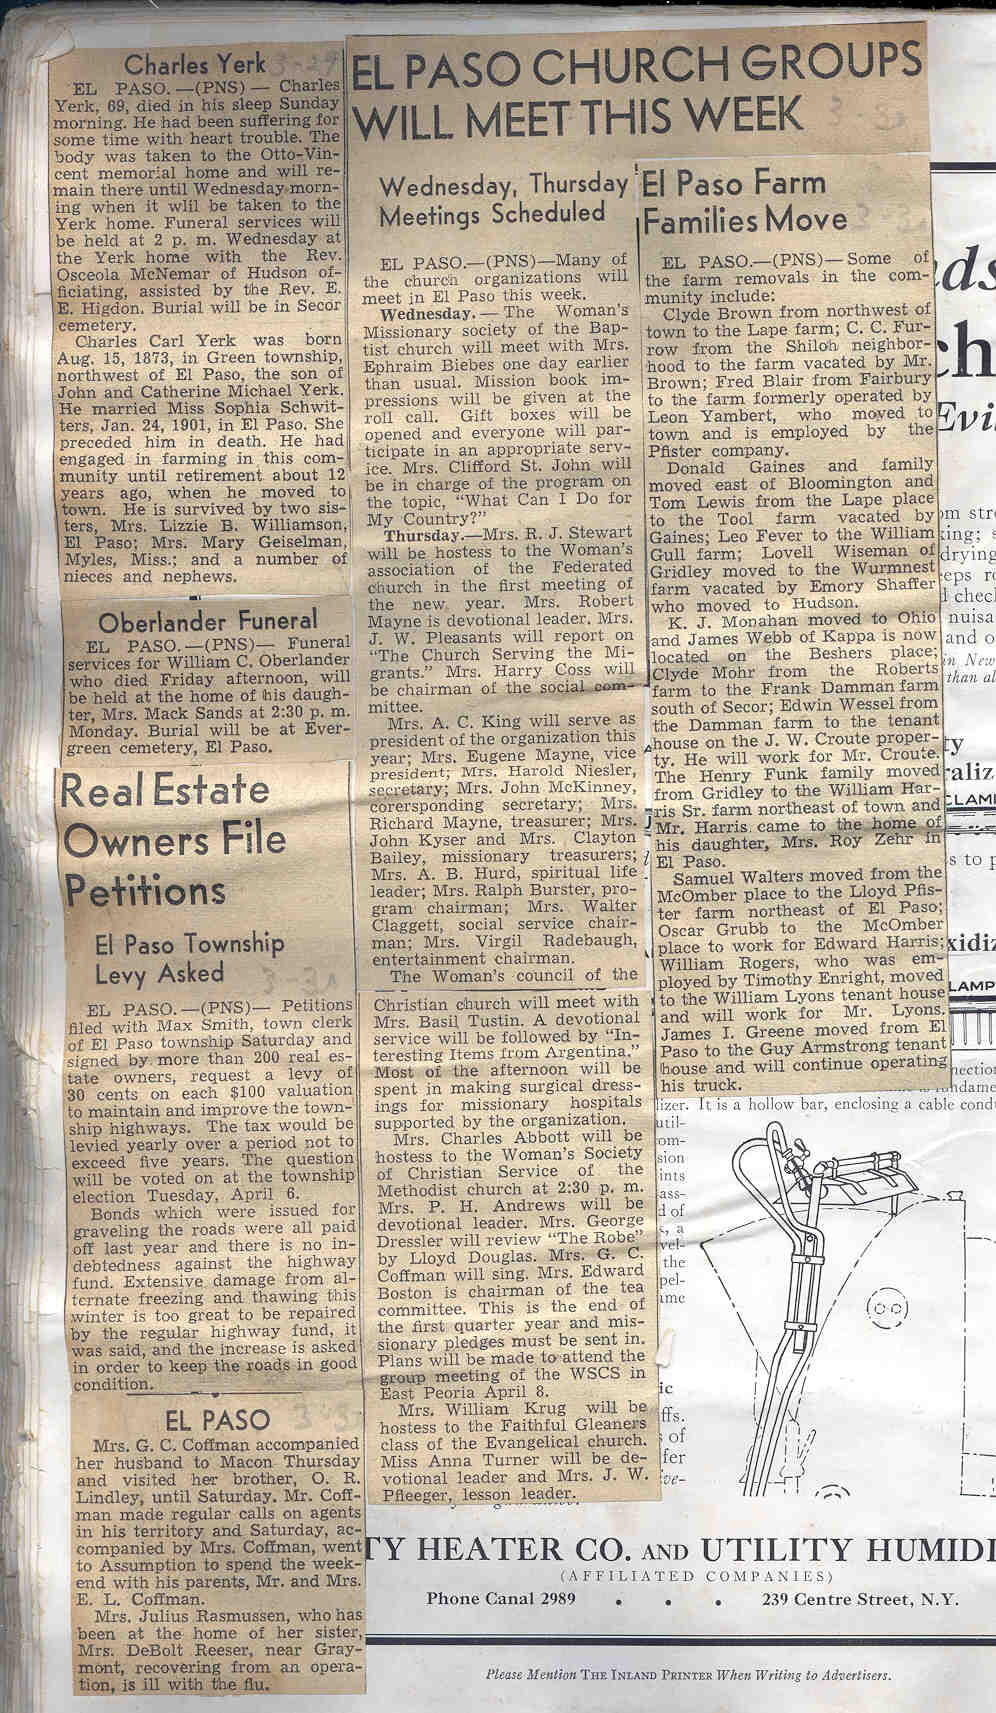 Charles Yerk 3-29
EL PASO. —(PNS) — Charles
Yerk, 69, died in his sleep Sunday
morning. He had been suffering for
some time with heart trouble. The
body was taken to the Otto-Vin-
cent memorial home and will re-
main there until Wednesday morn-
ing when it wlil be taken to the
Yerk home. Funeral services will
be held at 2 p. m. Wednesday at
the Yerk home with the Rev.
Osceola McNemar of Hudson of-
ficiating, assisted by the Rev. E.
E. Higdon. Burial will be in Secor
cemetery.
Charles Carl Yerk was born
Aug. 15, 1873, in Green township,
northwest of El Paso, the son of
John and Catherine Michael Yerk.
He married Miss Sophia Schwit-
ters, Jan. 24, 1901, in El Paso. She
preceded him in death. He had
engaged in farming in this com-
munity until retirement about 12
years ago, when he moved to
town. He is survived by two sis-
ters, Mrs. Lizzie B. Williamson,
El Paso; Mrs. Mary Geiselman,
Myles, Miss.; and a number of
nieces and nephews.
Oberlander Funeral
EL PASO. —(PNS)— Funeral
services for William C. Oberlander
who died Friday afternoon, will
be held at the home of his daugh-
ter, Mrs. Mack Sands at 2:30 p. m.
Monday. Burial will be at Ever-
green cemetery, El Paso.
Real Estate
Owners File
Petitions
El Paso Township
Levy Asked
3-31
EL PASO.—(PNS)— Petitions
filed with Max Smith, town clerk
of El Paso township Saturday and
signed by more than 200 real es-
tate owners, request a levy of
30 cents on each $100 valuation
to maintain and improve the town-
ship highways. The tax would be
levied yearly over a period not to
exceed five years. The question
will be voted on at the township
election Tuesday, April 6.
Bonds which were issued for
graveling the roads were all paid
off last year and there is no in-
debtedness against the highway
fund. Extensive damage from al-
ternate freezing and thawing this
winter is too great to be repaired
by the regular highway fund, it
was said, and the increase is asked
in order to keep the roads in good
condition.
EL PASO
Mrs. G. C. Coffman accompanied
her husband to Macon Thursday
and visited her brother, O. R.
Lindley, until Saturday. Mr. Coff-
man made regular calls on agents
in his territory and Saturday, ac-
companied by Mrs. Coffman, went
to Assumption to spend the week-
end with his parents, Mr. and Mrs.
E. L. Coffman.
Mrs. Julius Rasmussen, who has
been at the home of her sister,
Mrs. DeBolt Reeser, near Gray-
mont, recovering from an opera-
tion, is ill with the flu.
EL PASO CHURCH GROUPS
WILL MEET THIS WEEK
Wednesday, Thursday
Meetings Scheduled
EL PASO.—(PNS)—Many of
the church organizations will
meet in El Paso this week.
Wednesday. — The Woman's
Missionary society of the Bap-
tist church will meet with Mrs.
Ephraim Biebes one day earlier
than usual. Mission book im-
pressions will be given at the
roll call. Gift boxes will be
opened and everyone will par-
ticipate in an appropriate serv-
ice. Mrs. Clifford St. John will
be in charge of the program on
the topic, "What Can I Do for
My Country?"
Thursday.—Mrs. R. J. Stewart
will be hostess to the Woman's
association of the Federated
church in the first meeting of
the new year. Mrs. Robert
Mayne is devotional leader. Mrs.
J. W. Pleasants will report on
"The Church Serving the Mi-
grants." Mrs. Harry Coss will
be chairman of the social com-
mittee.
Mrs. A. C. King will serve as
president of the organization this
year; Mrs. Eugene Mayne, vice
president; Mrs. Harold Niesler,
secretary; Mrs. John McKinney,
corersponding secretary; Mrs.
Richard Mayne, treasurer; Mrs.
John Kyser and Mrs. Clayton
Bailey, missionary treasurers;
Mrs. A. B. Hurd, spiritual life
leader; Mrs. Ralph Burster, pro-
gram chairman; Mrs. Walter
Claggett, social service chair-
man; Mrs. Virgil Radebaugh,
entertainment chairman.
The Woman's council of the
Christian church will meet with
Mrs. Basil Tustin. A devotional
service will be followed by "In-
teresting Items from Argentina."
Most of the afternoon will be
spent in making surgical dress-
ings for missionary hospitals
supported by the organization.
Mrs. Charles Abbott will be
hostess to the Woman's Society
of Christian Service of the
Methodist church at 2:30 p. m.
Mrs. P. H. Andrews will be
devotional leader. Mrs. George
Dressler will review "The Robe"
by Lloyd Douglas. Mrs. G. C.
Coffman will sing. Mrs. Edward
Boston is chairman of the tea
committee. This is the end of
the first quarter year and mis-
sionary pledges must be sent in.
Plans will be made to attend the
group meeting of the WSCS in
East Peoria April 8.
Mrs. William Krug will be
hostess to the Faithful Gleaners
class of the Evangelical church.
Miss Anna Turner will be de-
votional leader and Mrs. J. W.
Pfleeger, lesson leader.
El Paso Farm
Families Move
EL PASO.—(PNS)—Some of
the farm removals in the com-
munity include:
Clyde Brown from northwest of
town to the Lape farm; C. C. Fur-
row from the Shiloh neighbor-
hood to the farm vacated by Mr.
Brown; Fred Blair from Fairbury
to the farm formerly operated by
Leon Yambert, who moved to
town and is employed by the
Pfister company.
Donald Gaines and family
moved east of Bloomington and
Tom Lewis from the Lape place
to the Tool farm vacated by
Gaines; Leo Fever to the William
Gull farm; Lovell Wiseman of
Gridley moved to the Wurmnest
farm vacated by Emory Shaffer
who moved to Hudson.
K. J. Monahan moved to Ohio
and James Webb of Kappa is now
located on the Beshers place;
Clyde Mohr from the Roberts
farm to the Frank Damman farm
south of Secor; Edwin Wessel from
the Damman farm to the tenant
house on the J. W. Croute proper-
ty. He will work for Mr. Croute.
The Henry Funk family moved
from Gridley to the William Har-
ris Sr. farm northeast of town and
Mr. Harris came to the home of
his daughter, Mrs. Roy Zehr in
El Paso.
Samuel Walters moved from the
McOmber place to the Lloyd Pfis-
ter farm northeast of El Paso;
Oscar Grubb to the McOmber
place to work for Edward Harris;
William Rogers, who was em-
ployed by Timothy Enright, moved
to the William Lyons tenant house
and will work for Mr. Lyons.
James I. Greene moved from El
Paso to the Guy Armstrong tenant
house and will continue operating
his truck.
lizer. It is a hollow bar, enclosing a cable
TY HEATER CO. AND UTILITY HUMIDI
(AFFILIATED COMPANIES)
Phone Canal 2989 • • • 239 Centre Street, N.Y.
Please Mention THE INLAND PRINTER When Writing to Advertisers.